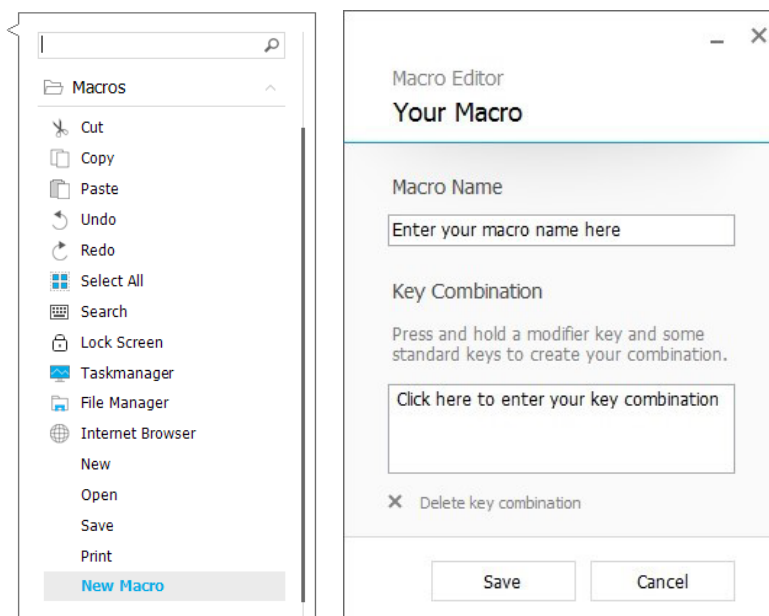 Macros
Cut
Copy
Paste
Undo
Redo
Select All
Search
Lock Screen
Taskmanager
File Manager
Internet Browser
New
Open
Save
Print
New Macro
Macro Editor
Your Macro
Macro Name
Enter your macro name here
Key Combination
Press and hold a modifier key and some
standard keys to create your combination.
Click here to enter your key combination
Delete key combination
Save
Cancel